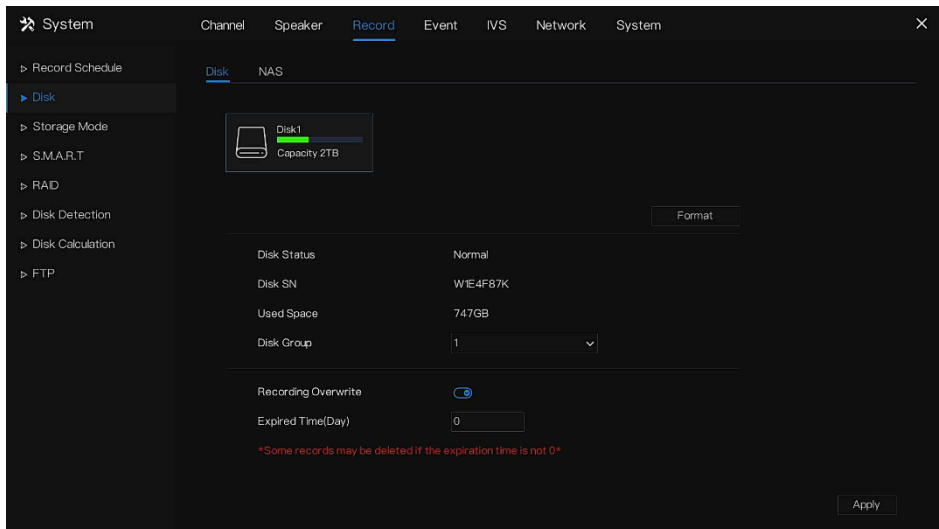 System Channel Speaker Record Event IVS Network System
Record Schedule
Disk
Storage Mode
S.M.A.R.T
RAID
Disk Detection
Disk Calculation
FTP
Disk NAS
Disk1
Capacity 2TB
Format
Disk Status Normal
Disk SN W1E4F87K
Used Space 747GB
Disk Group 1
Recording Overwrite
Expired Time(Day) 0
*Some records may be deleted if the expiration time is not 0*
Apply